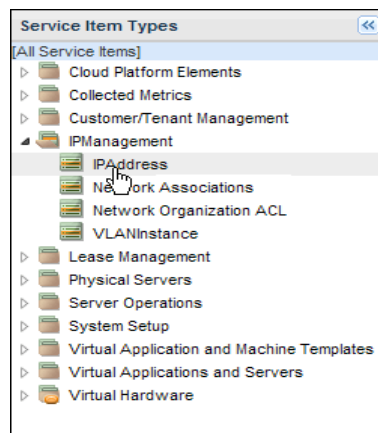 Service Item Types
[All Service Items]
Cloud Platform Elements
Collected Metrics
Customer/Tenant Management
IPManagement
IPAddress
Network Associations
Network Organization ACL
VLANInstance
Lease Management
Physical Servers
Server Operations
System Setup
Virtual Application and Machine Templates
Virtual Applications and Servers
Virtual Hardware